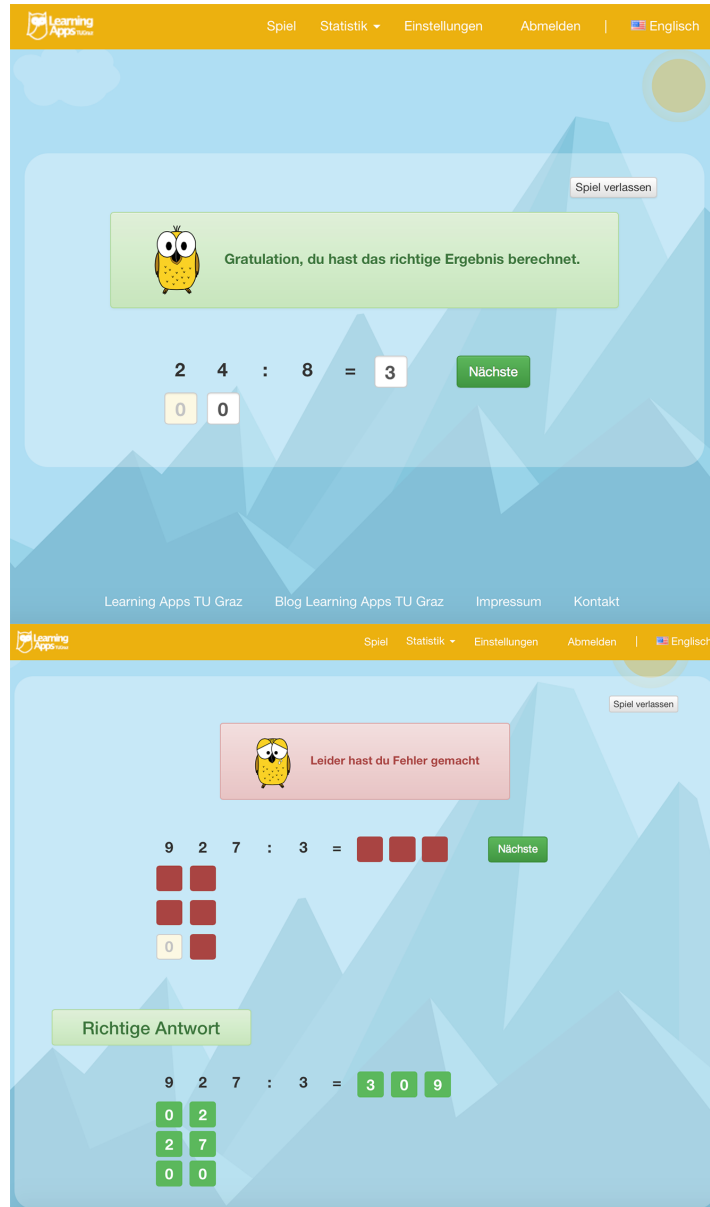 Learning
Apps TUGraz
Spiel Statistik Einstellungen Abmelden | Englisch
Spiel verlassen
Gratulation, du hast das richtige Ergebnis berechnet.
2 4 : 8 = 3 Nächste
0 0
Learning Apps TU Graz Blog Learning Apps TU Graz Impressum Kontakt
Learning
Apps TUGraz
Spiel Statistik Einstellungen Abmelden | Englisch
Spiel verlassen
Leider hast du Fehler gemacht
9 2 7 : 3 = Nächste
0
Richtige Antwort
9 2 7 : 3 = 3 0 9
0 2
2 7
0 0